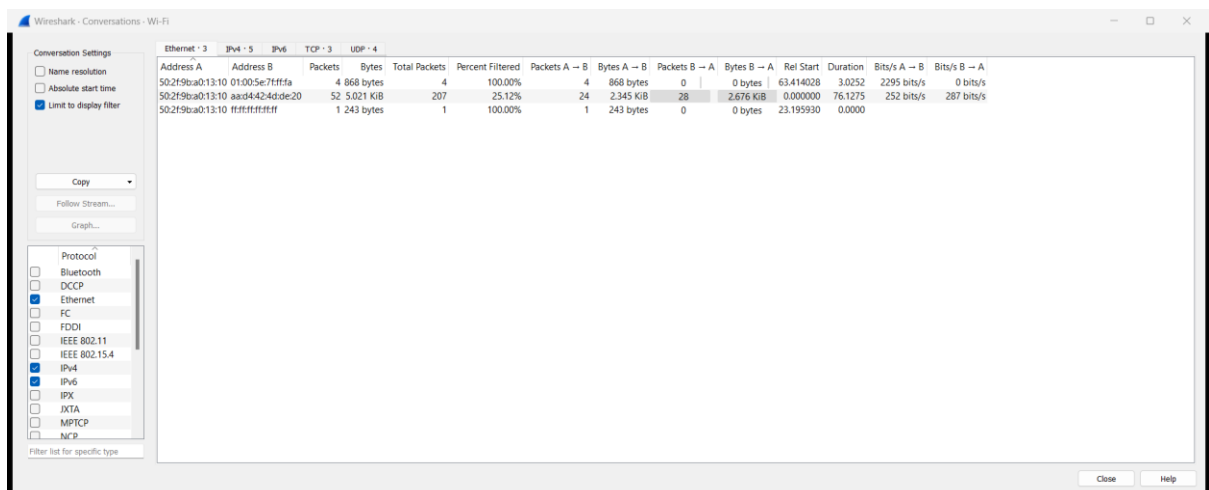 Wireshark · Conversations · Wi-Fi
Conversation Settings
Name resolution
Absolute start time
Limit to display filter
Copy
Follow Stream...
Graph...
Protocol
Bluetooth
DCCP
Ethernet
FC
FDDI
IEEE 802.11
IEEE 802.15.4
IPv4
IPv6
IPX
JXTA
MPTCP
NCP
Filter list for specific type
Ethernet · 3 IPv4 · 5 IPv6 TCP · 3 UDP · 4
Address A Address B Packets Bytes Total Packets Percent Filtered Packets A → B Bytes A → B Packets B → A Bytes B → A Rel Start Duration Bits/s A → B Bits/s B → A
50:2f:9b:a0:13:10 01:00:5e:7f:ff:fa 4 868 bytes 4 100.00% 4 868 bytes 0 0 bytes 63.414028 3.0252 2295 bits/s 0 bits/s
50:2f:9b:a0:13:10 aa:d4:42:4d:de:20 52 5.021 KiB 207 25.12% 24 2.345 KiB 28 2.676 KiB 0.000000 76.1275 252 bits/s 287 bits/s
50:2f:9b:a0:13:10 ff:ff:ff:ff:ff:ff 1 243 bytes 1 100.00% 1 243 bytes 0 0 bytes 23.195930 0.0000
Close Help